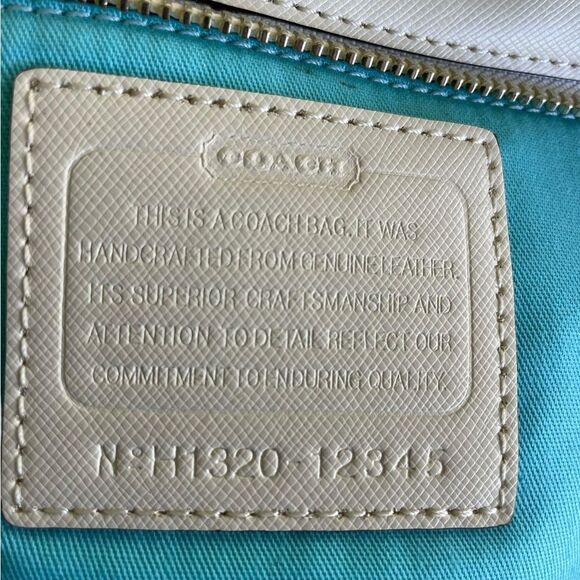 COACH
THIS IS A COACH BAG. IT WAS
HANDCRAFTED FROM GENUINE LEATHER.
ITS SUPERIOR CRAFTSMANSHIP AND
ATTENTION TO DETAIL REFLECT OUR
COMMITMENT TO ENDURING QUALITY.
Nº H1320-12345